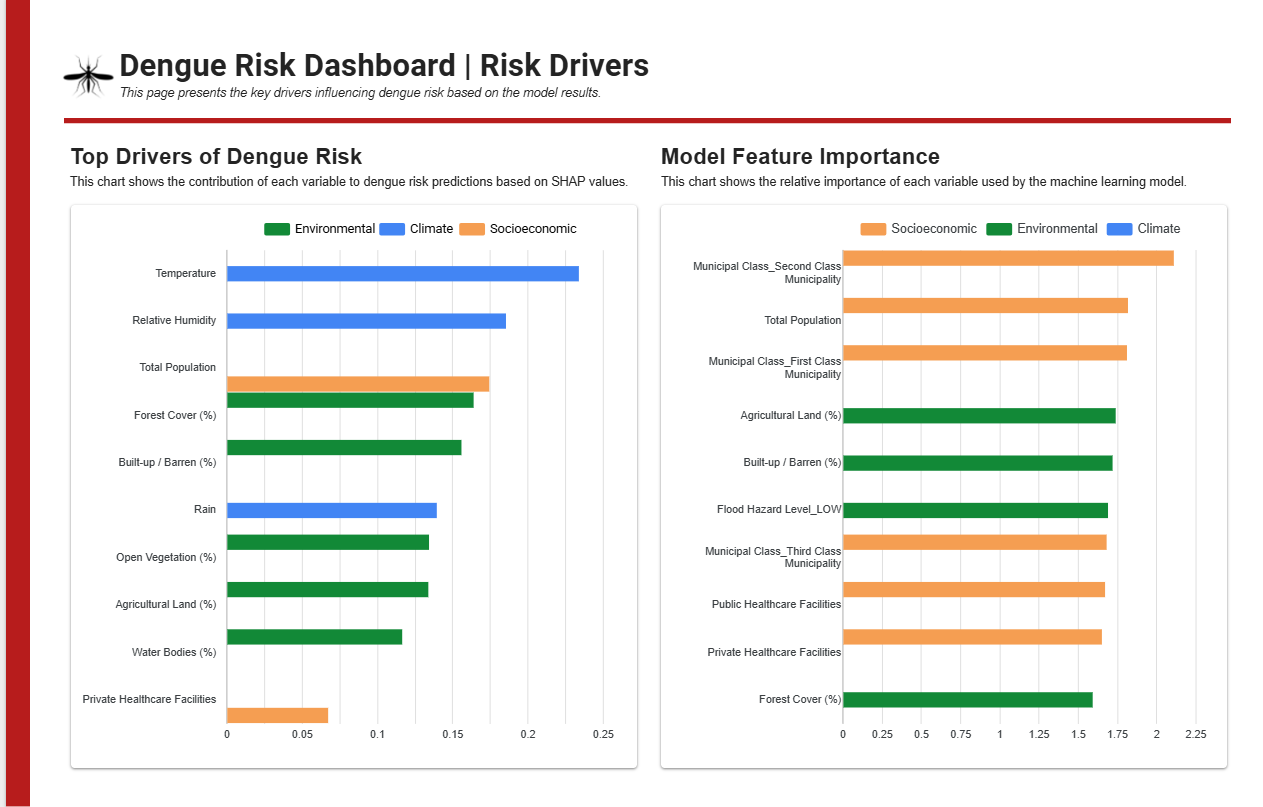 Dengue Risk Dashboard | Risk Drivers
This page presents the key drivers influencing dengue risk based on the model results.
Top Drivers of Dengue Risk
This chart shows the contribution of each variable to dengue risk predictions based on SHAP values.
Environmental Climate Socioeconomic
Temperature
Relative Humidity
Total Population
Forest Cover (%)
Built-up / Barren (%)
Rain
Open Vegetation (%)
Agricultural Land (%)
Water Bodies (%)
Private Healthcare Facilities
0 0.05 0.1 0.15 0.2 0.25
Model Feature Importance
This chart shows the relative importance of each variable used by the machine learning model.
Socioeconomic Environmental Climate
Municipal Class_Second Class
Municipality
Total Population
Municipal Class_First Class
Municipality
Agricultural Land (%)
Built-up / Barren (%)
Flood Hazard Level_LOW
Municipal Class_Third Class
Municipality
Public Healthcare Facilities
Private Healthcare Facilities
Forest Cover (%)
0 0.25 0.5 0.75 1 1.25 1.5 1.75 2 2.25